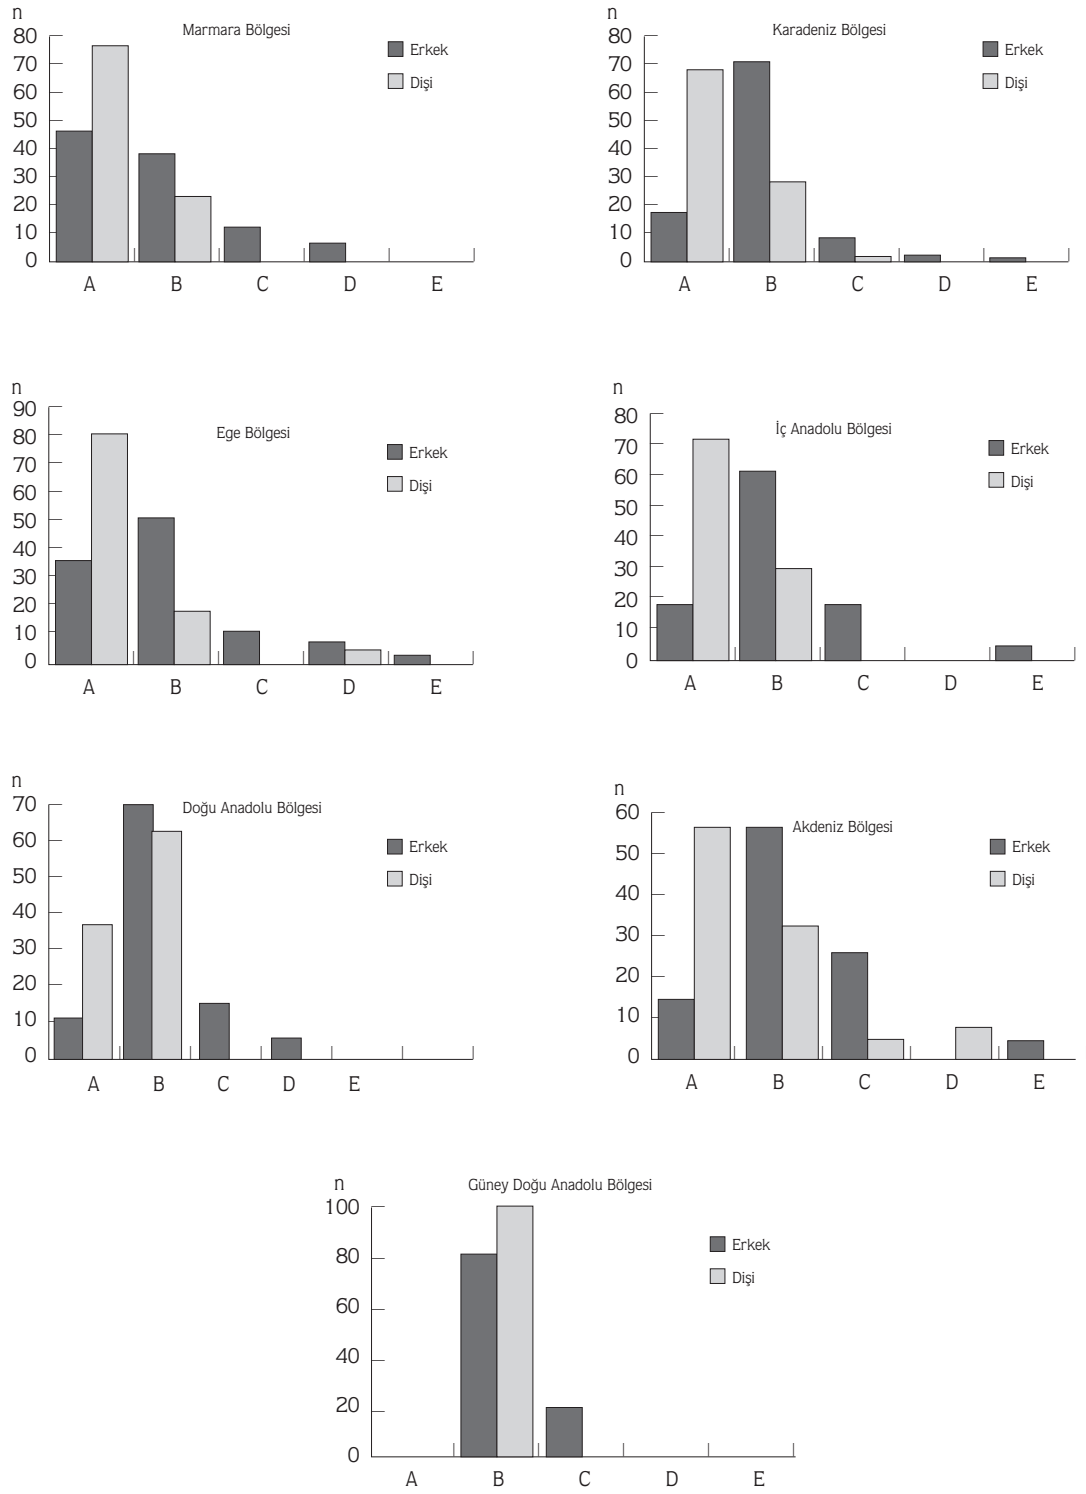 n
Marmara Bölgesi
80
70
60
50
40
30
20
10
0
Erkek
Dişi
A B C D E
n
Karadeniz Bölgesi
80
70
60
50
40
30
20
10
0
Erkek
Dişi
A B C D E
n
Ege Bölgesi
90
80
70
60
50
40
30
20
10
0
Erkek
Dişi
A B C D E
n
İç Anadolu Bölgesi
80
70
60
50
40
30
20
10
0
Erkek
Dişi
A B C D E
n
Doğu Anadolu Bölgesi
70
60
50
40
30
20
10
0
Erkek
Dişi
A B C D E
n
Akdeniz Bölgesi
60
50
40
30
20
10
0
Erkek
Dişi
A B C D E
n
Güney Doğu Anadolu Bölgesi
100
80
60
40
20
0
Erkek
Dişi
A B C D E